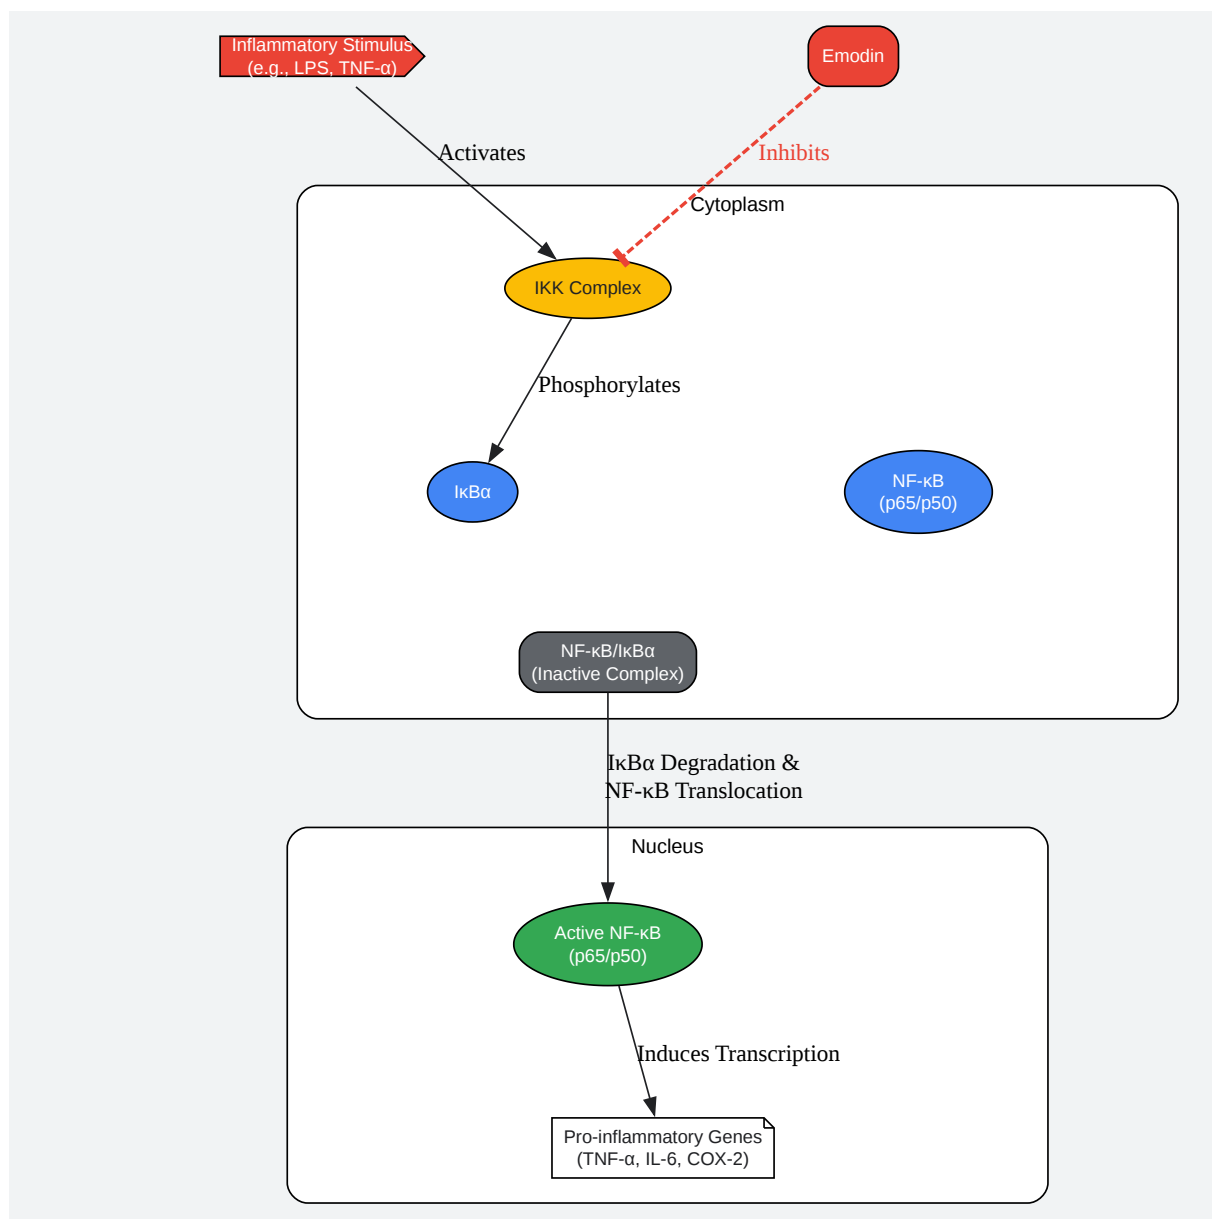 Inflammatory Stimulus
(e.g., LPS, TNF-α)
Emodin
Activates
Inhibits
Cytoplasm
IKK Complex
Phosphorylates
IκBα
NF-κB
(p65/p50)
NF-κB/IκBα
(Inactive Complex)
IκBα Degradation &
NF-κB Translocation
Nucleus
Active NF-κB
(p65/p50)
Induces Transcription
Pro-inflammatory Genes
(TNF-α, IL-6, COX-2)